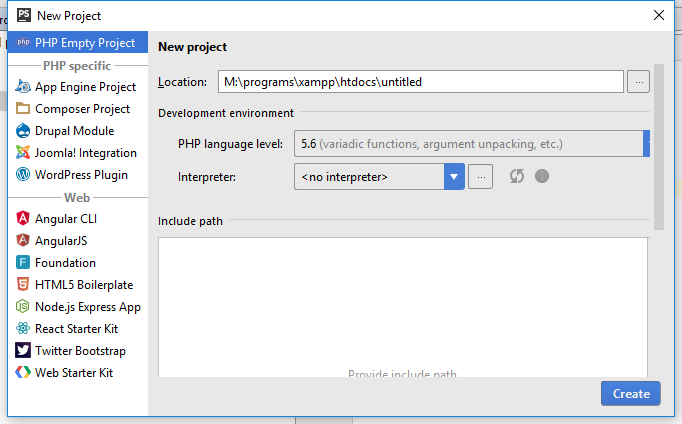 PS New Project
php PHP Empty Project
PHP specific
App Engine Project
Composer Project
Drupal Module
Joomla! Integration
WordPress Plugin
Web
Angular CLI
AngularJS
Foundation
HTML5 Boilerplate
Node.js Express App
React Starter Kit
Twitter Bootstrap
Web Starter Kit
New project
Location: M:\programs\xampp\htdocs\untitled ...
Development environment
PHP language level: 5.6 (variadic functions, argument unpacking, etc.)
Interpreter: <no interpreter> ...
Include path
Provide include path
Create